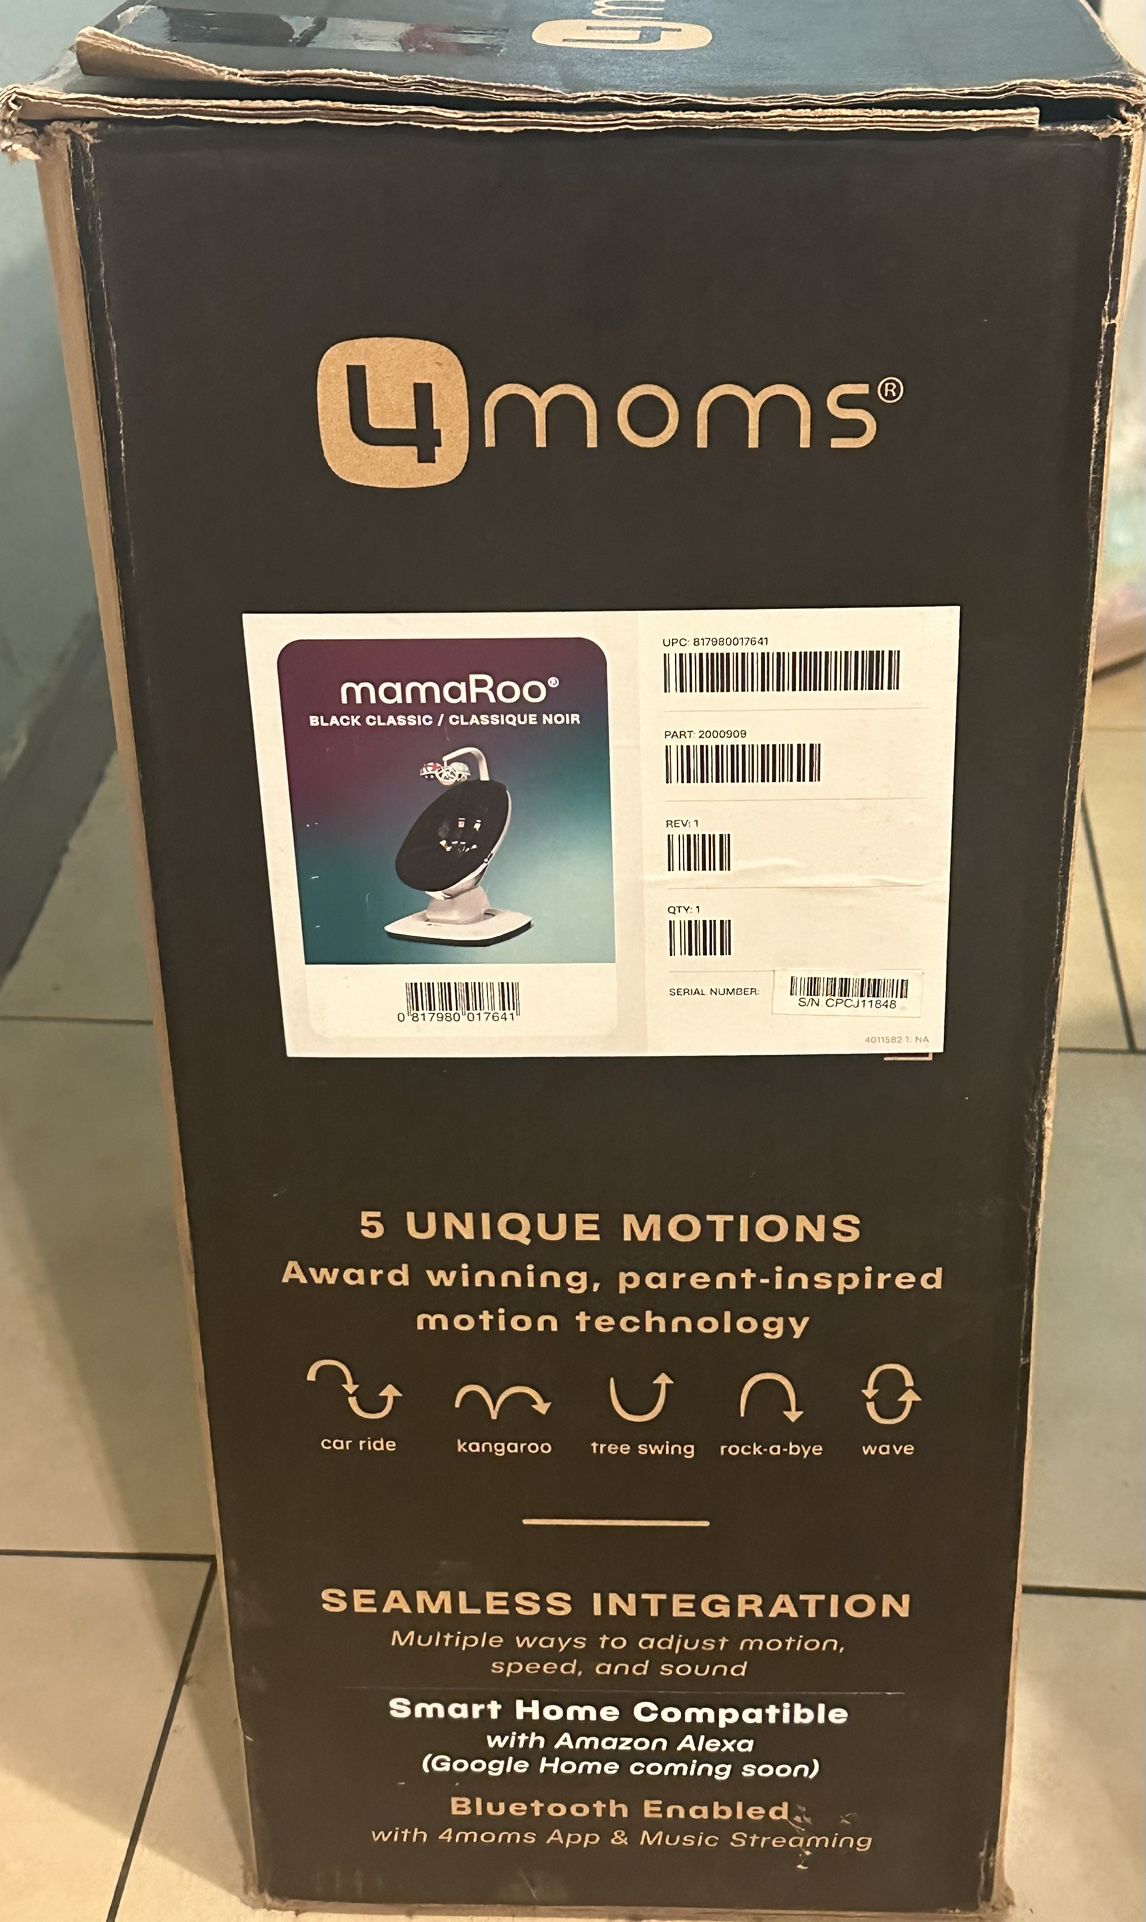 4moms®
mamaRoo®
BLACK CLASSIC / CLASSIQUE NOIR
0 817980 017641
UPC: 817980017641
PART: 2000909
REV: 1
QTY: 1
SERIAL NUMBER:
S/N CPCJ11848
4011582 1: NA
5 UNIQUE MOTIONS
Award winning, parent-inspired
motion technology
car ride kangaroo tree swing rock-a-bye wave
SEAMLESS INTEGRATION
Multiple ways to adjust motion,
speed, and sound
Smart Home Compatible
with Amazon Alexa
(Google Home coming soon)
Bluetooth Enabled
with 4moms App & Music Streaming